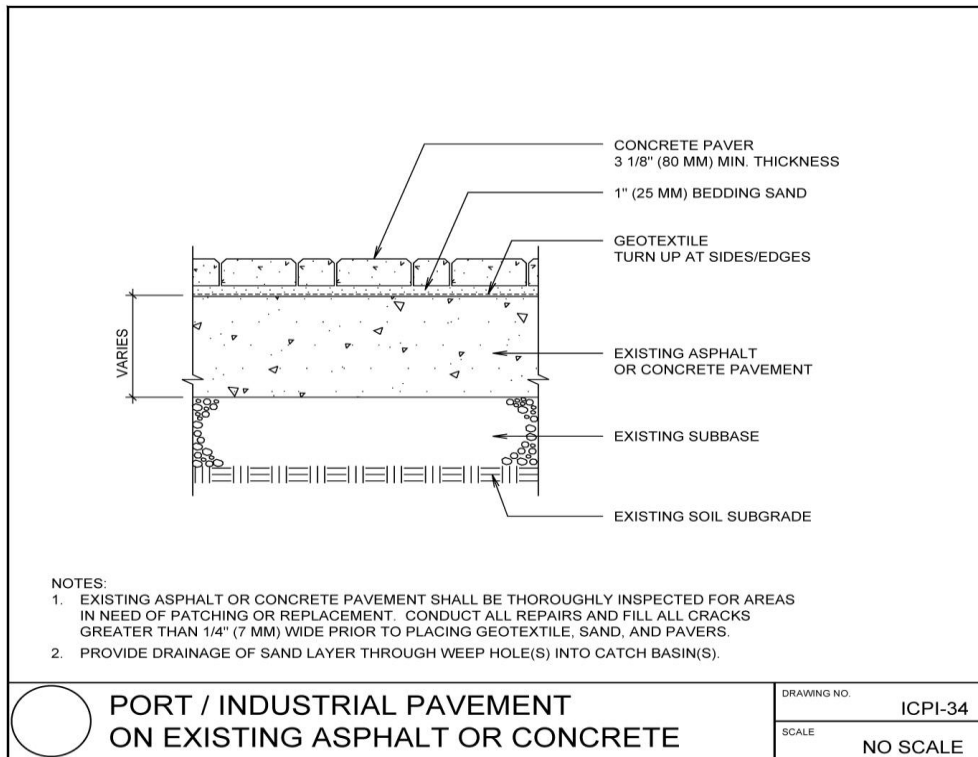 CONCRETE PAVER
3 1/8" (80 MM) MIN. THICKNESS
1" (25 MM) BEDDING SAND
GEOTEXTILE
TURN UP AT SIDES/EDGES
VARIES
EXISTING ASPHALT
OR CONCRETE PAVEMENT
EXISTING SUBBASE
EXISTING SOIL SUBGRADE
NOTES:
1. EXISTING ASPHALT OR CONCRETE PAVEMENT SHALL BE THOROUGHLY INSPECTED FOR AREAS
IN NEED OF PATCHING OR REPLACEMENT. CONDUCT ALL REPAIRS AND FILL ALL CRACKS
GREATER THAN 1/4" (7 MM) WIDE PRIOR TO PLACING GEOTEXTILE, SAND, AND PAVERS.
2. PROVIDE DRAINAGE OF SAND LAYER THROUGH WEEP HOLE(S) INTO CATCH BASIN(S).
PORT / INDUSTRIAL PAVEMENT
ON EXISTING ASPHALT OR CONCRETE
DRAWING NO.
ICPI-34
SCALE
NO SCALE